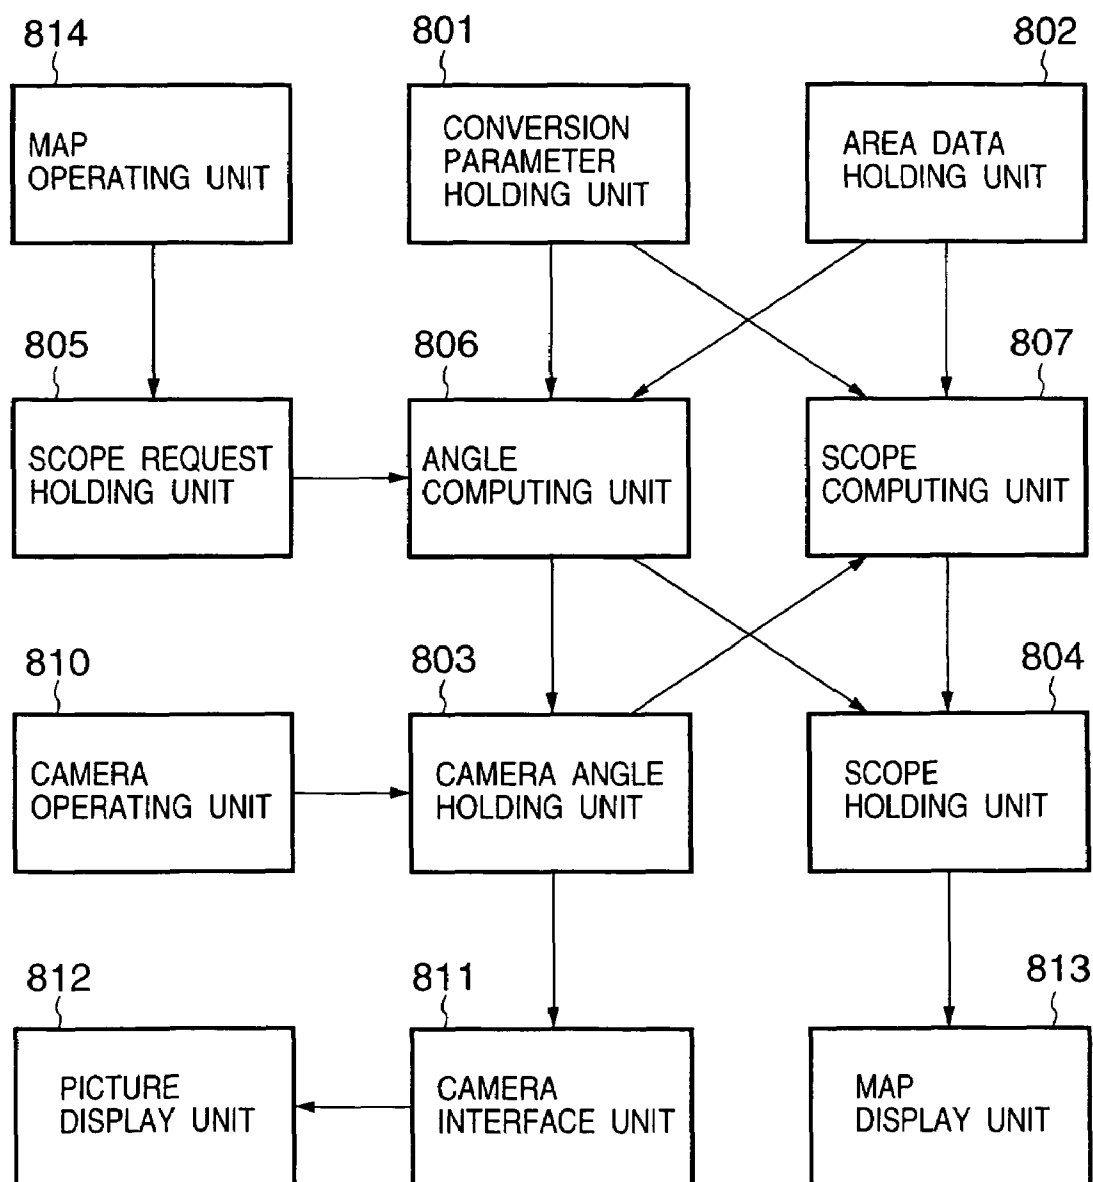 814
801
802
MAP
OPERATING UNIT
CONVERSION
PARAMETER
HOLDING UNIT
AREA DATA
HOLDING UNIT
805
806
807
SCOPE REQUEST
HOLDING UNIT
ANGLE
COMPUTING UNIT
SCOPE
COMPUTING UNIT
810
803
804
CAMERA
OPERATING UNIT
CAMERA ANGLE
HOLDING UNIT
SCOPE
HOLDING UNIT
812
811
813
PICTURE
DISPLAY UNIT
CAMERA
INTERFACE UNIT
MAP
DISPLAY UNIT